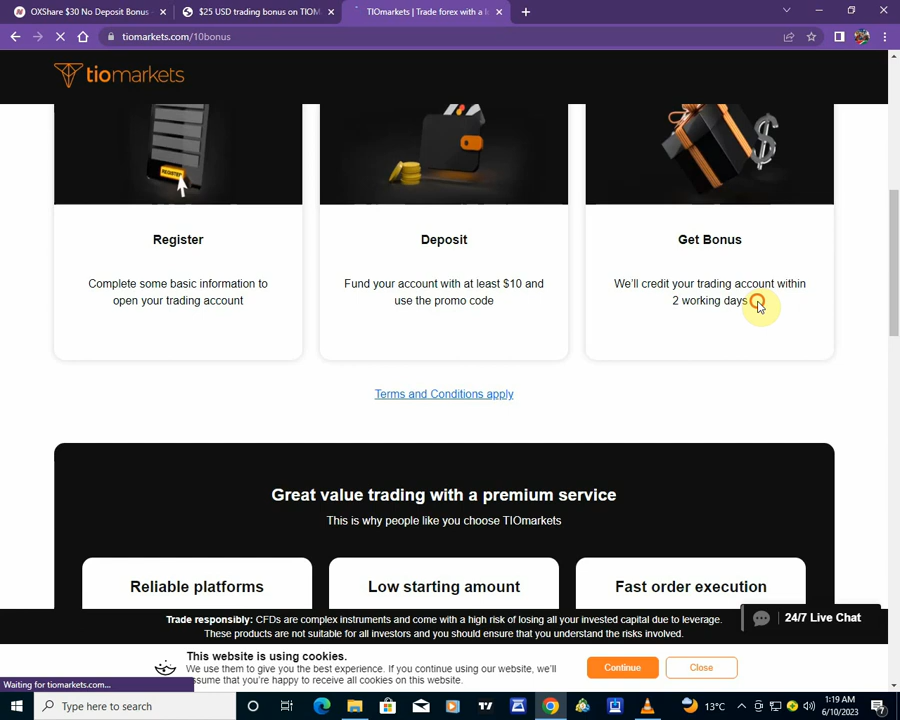 OXShare $30 No Deposit Bonus
$25 USD trading bonus on TIOM
TIOmarkets | Trade forex with a l
tiomarkets.com/10bonus
tiomarkets
REGISTER
Register
Deposit
Get Bonus
Complete some basic information to
open your trading account
Fund your account with at least $10 and
use the promo code
We'll credit your trading account within
2 working days
Terms and Conditions apply
Great value trading with a premium service
This is why people like you choose TIOmarkets
Reliable platforms
Low starting amount
Fast order execution
Trade responsibly: CFDs are complex instruments and come with a high risk of losing all your invested capital due to leverage.
These products are not suitable for all investors and you should ensure that you understand the risks involved.
24/7 Live Chat
This website is using cookies.
We use them to give you the best experience. If you continue using our website, we'll
ssume that you're happy to receive all cookies on this website.
Continue
Close
Waiting for tiomarkets.com...
Type here to search
13°C
1:19 AM
6/10/2023
7